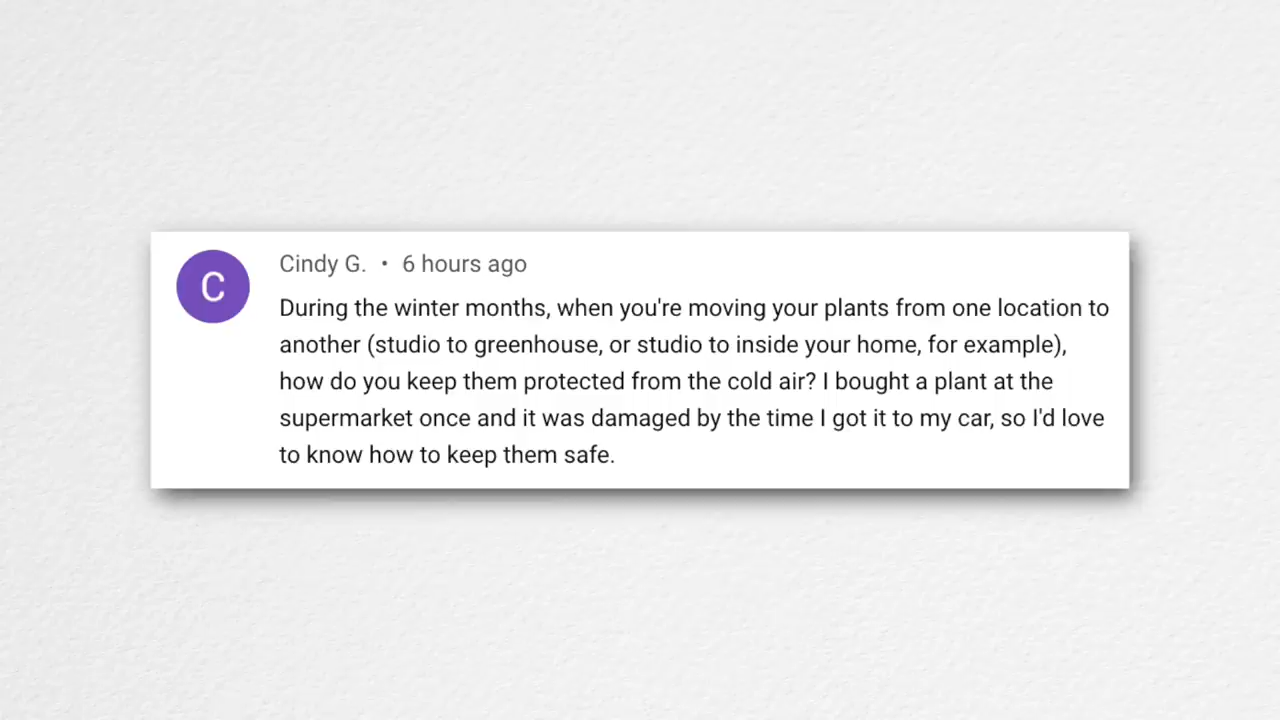 C
Cindy G. • 6 hours ago
During the winter months, when you're moving your plants from one location to
another (studio to greenhouse, or studio to inside your home, for example),
how do you keep them protected from the cold air? I bought a plant at the
supermarket once and it was damaged by the time I got it to my car, so I'd love
to know how to keep them safe.